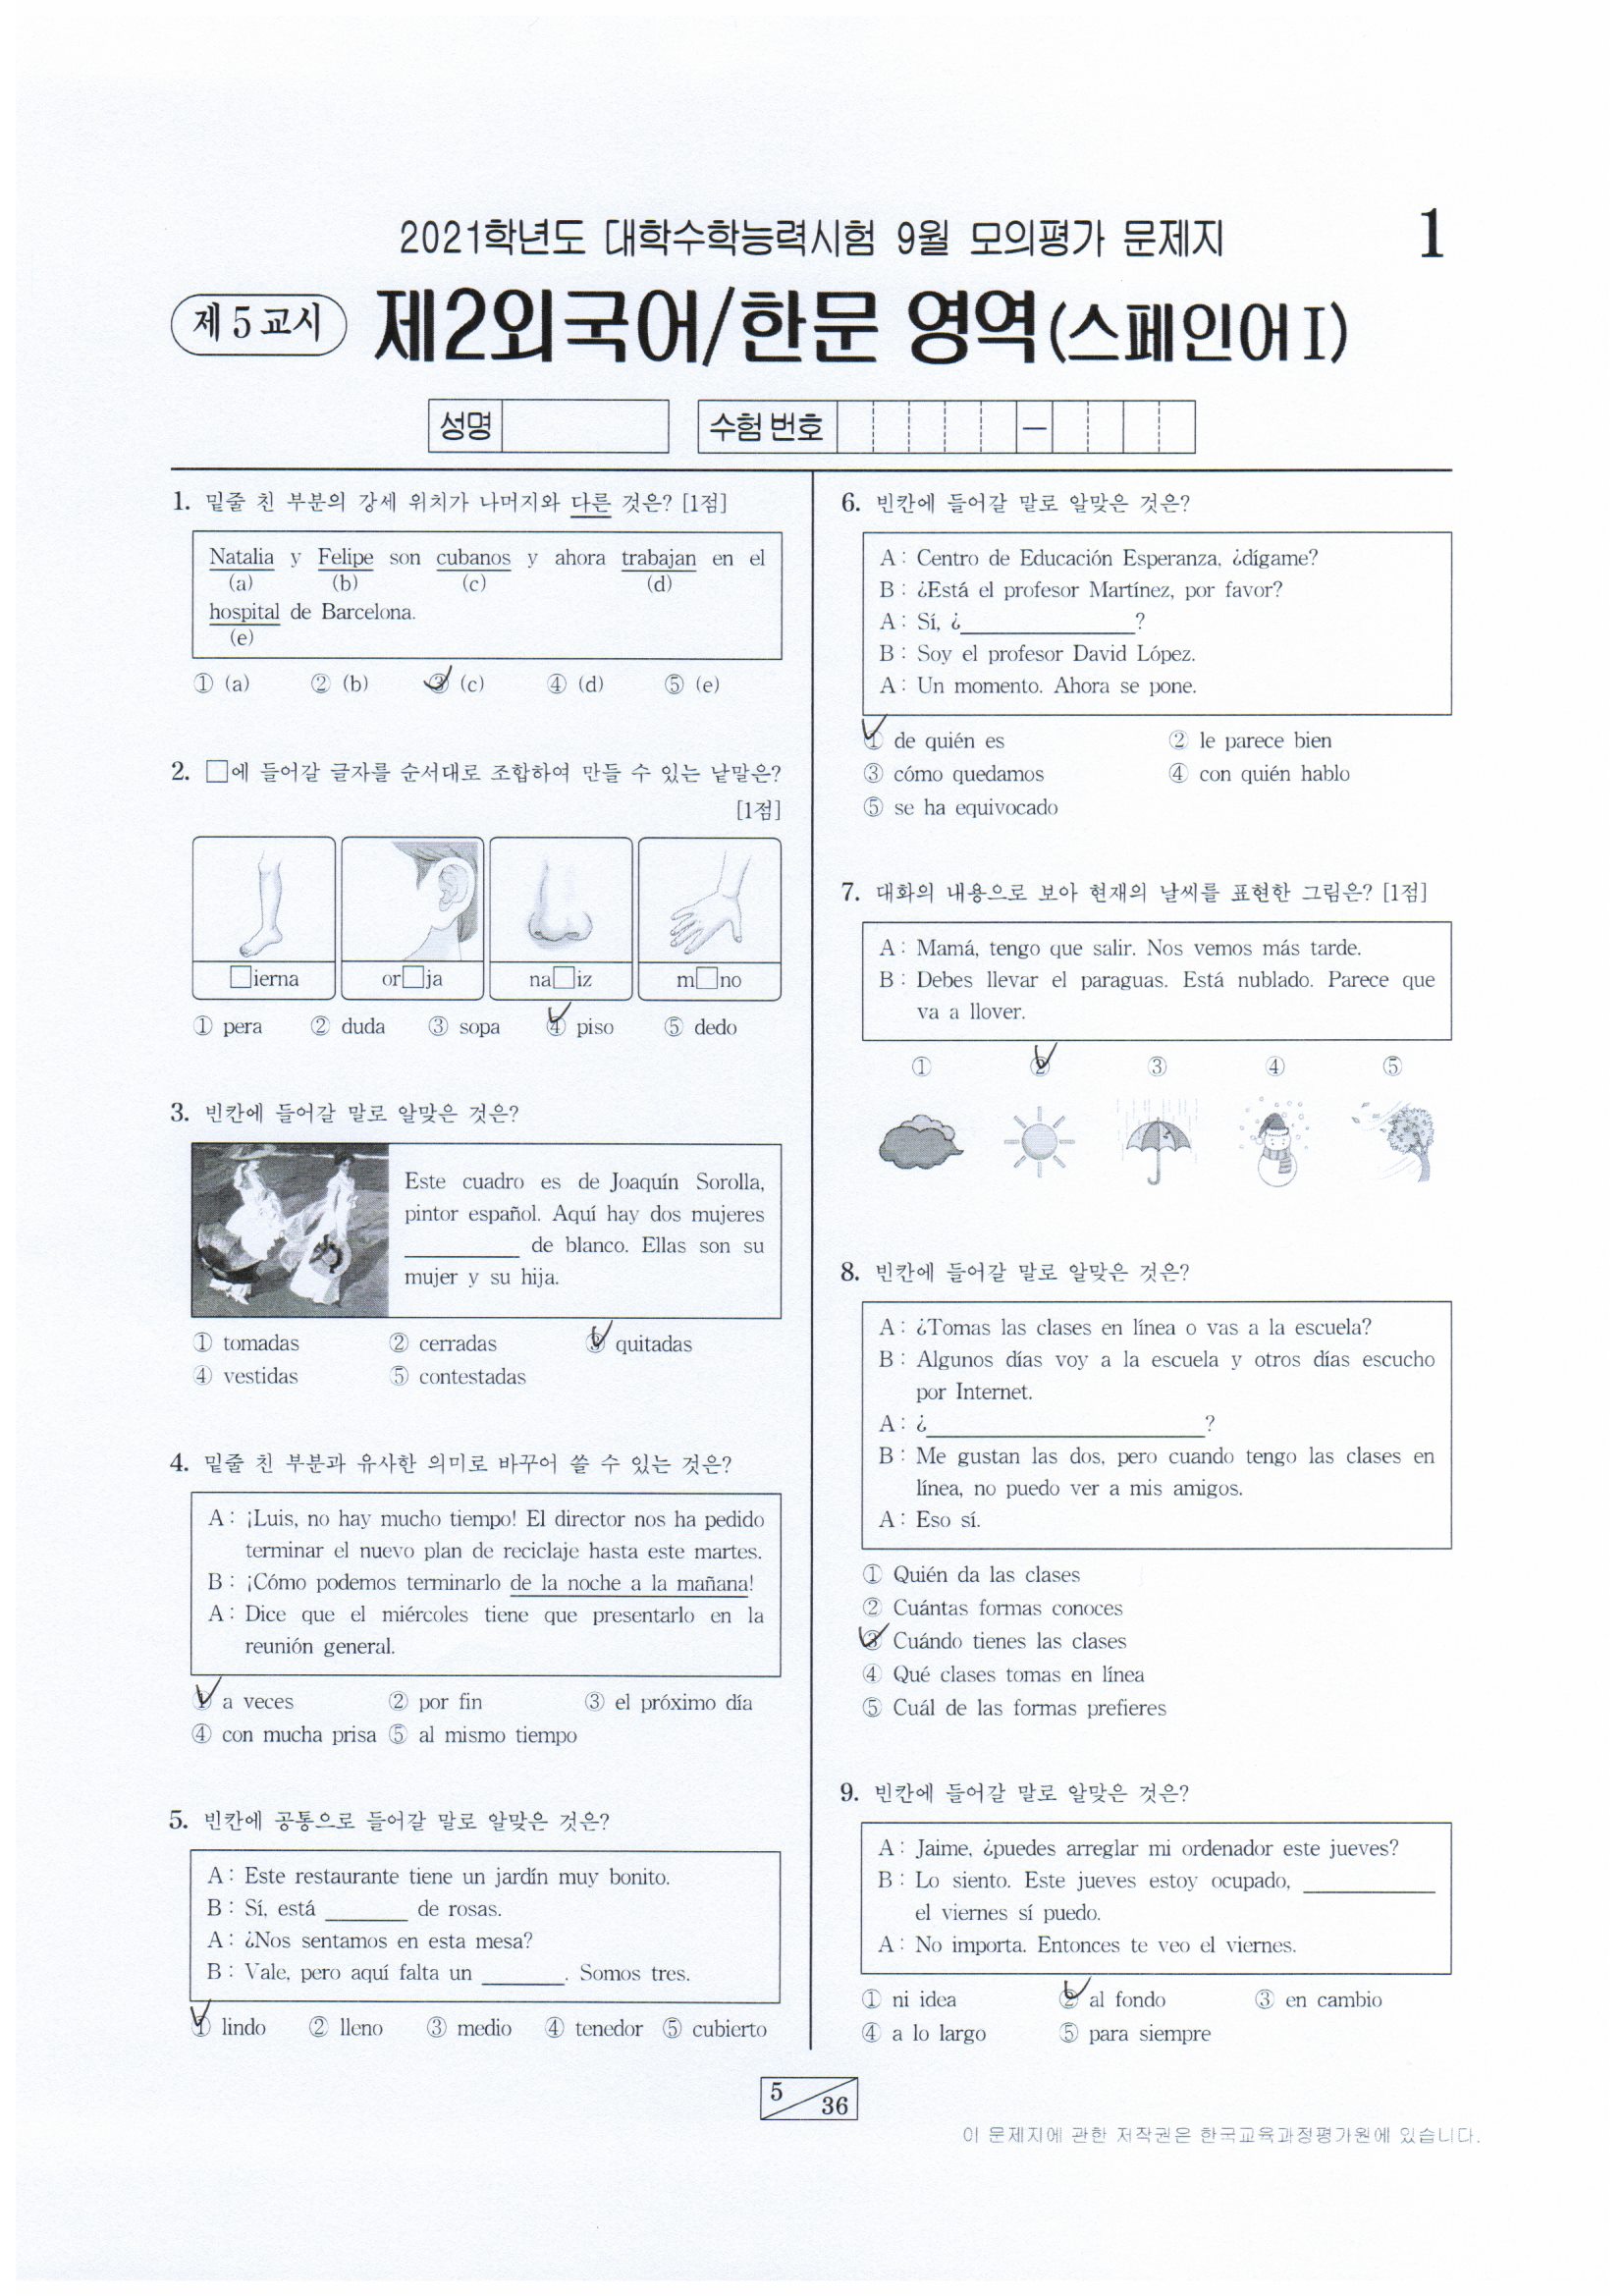 2021학년도 대학수학능력시험 9월 모의평가 문제지
1
제 5 교시
제2외국어/한문 영역(스페인어 I)
성명
수험 번호
—
1. 밑줄 친 부분의 강세 위치가 나머지와 다른 것은? [1점]
Natalia y Felipe son cubanos y ahora trabajan en el
(a) (b) (c) (d)
hospital de Barcelona.
(e)
① (a) ② (b) ③ (c) ④ (d) ⑤ (e)
2. □에 들어갈 글자를 순서대로 조합하여 만들 수 있는 낱말은?
[1점]
□ierna or□ja na□iz m□no
① pera ② duda ③ sopa ④ piso ⑤ dedo
3. 빈칸에 들어갈 말로 알맞은 것은?
Este cuadro es de Joaquín Sorolla,
pintor español. Aquí hay dos mujeres
__________ de blanco. Ellas son su
mujer y su hija.
① tomadas ② cerradas ③ quitadas
④ vestidas ⑤ contestadas
4. 밑줄 친 부분과 유사한 의미로 바꾸어 쓸 수 있는 것은?
A : ¡Luis, no hay mucho tiempo! El director nos ha pedido
terminar el nuevo plan de reciclaje hasta este martes.
B : ¡Cómo podemos terminarlo de la noche a la mañana!
A : Dice que el miércoles tiene que presentarlo en la
reunión general.
① a veces ② por fin ③ el próximo día
④ con mucha prisa ⑤ al mismo tiempo
5. 빈칸에 공통으로 들어갈 말로 알맞은 것은?
A : Este restaurante tiene un jardín muy bonito.
B : Sí, está _______ de rosas.
A : ¿Nos sentamos en esta mesa?
B : Vale, pero aquí falta un _______. Somos tres.
① lindo ② lleno ③ medio ④ tenedor ⑤ cubierto
6. 빈칸에 들어갈 말로 알맞은 것은?
A : Centro de Educación Esperanza, ¿dígame?
B : ¿Está el profesor Martínez, por favor?
A : Sí, ¿_______________?
B : Soy el profesor David López.
A : Un momento. Ahora se pone.
① de quién es ② le parece bien
③ cómo quedamos ④ con quién hablo
⑤ se ha equivocado
7. 대화의 내용으로 보아 현재의 날씨를 표현한 그림은? [1점]
A : Mamá, tengo que salir. Nos vemos más tarde.
B : Debes llevar el paraguas. Está nublado. Parece que
va a llover.
① ② ③ ④ ⑤
8. 빈칸에 들어갈 말로 알맞은 것은?
A : ¿Tomas las clases en línea o vas a la escuela?
B : Algunos días voy a la escuela y otros días escucho
por Internet.
A : ¿________________________?
B : Me gustan las dos, pero cuando tengo las clases en
línea, no puedo ver a mis amigos.
A : Eso sí.
① Quién da las clases
② Cuántas formas conoces
③ Cuándo tienes las clases
④ Qué clases tomas en línea
⑤ Cuál de las formas prefieres
9. 빈칸에 들어갈 말로 알맞은 것은?
A : Jaime, ¿puedes arreglar mi ordenador este jueves?
B : Lo siento. Este jueves estoy ocupado, ___________
el viernes sí puedo.
A : No importa. Entonces te veo el viernes.
① ni idea ② al fondo ③ en cambio
④ a lo largo ⑤ para siempre
5
36
이 문제지에 관한 저작권은 한국교육과정평가원에 있습니다.